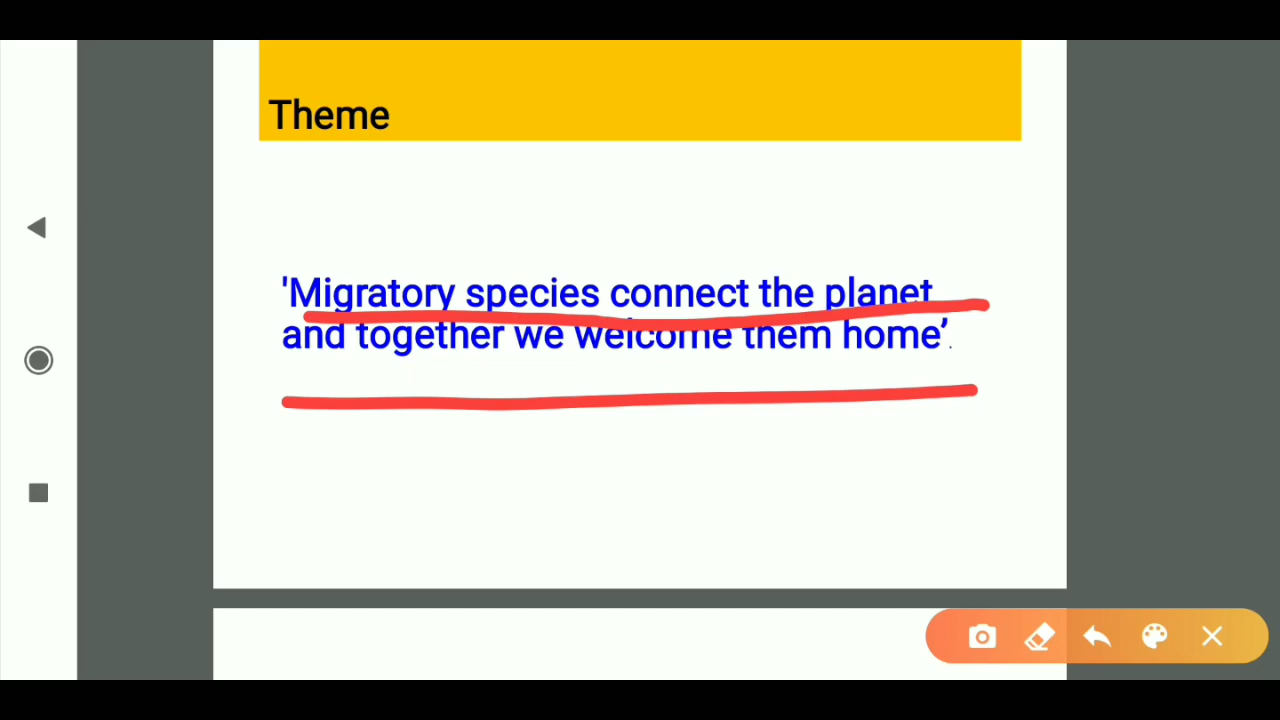 Theme
'Migratory species connect the planet
and together we welcome them home’.